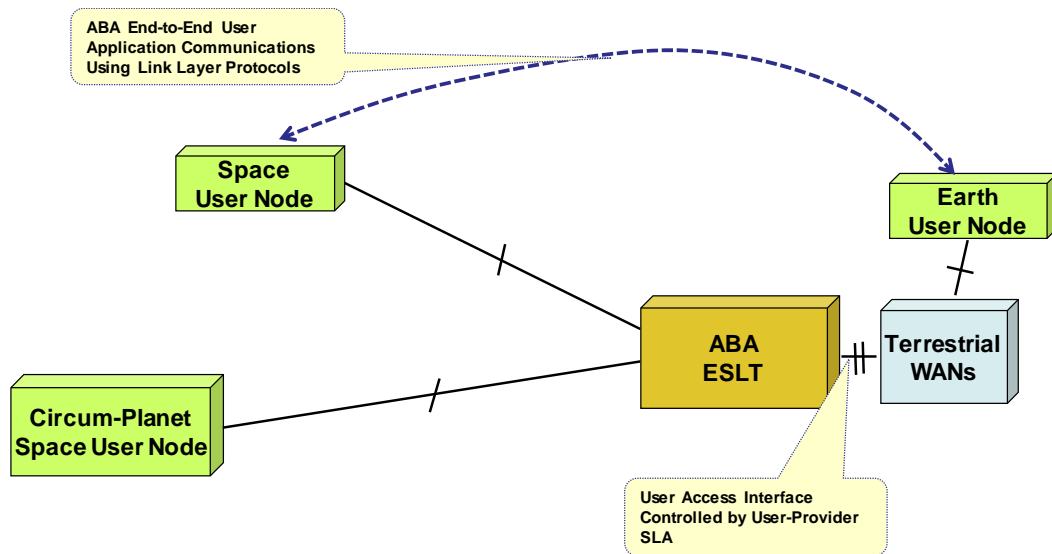 ABA End-to-End User
Application Communications
Using Link Layer Protocols
Space
User Node
Earth
User Node
ABA
ESLT
Terrestrial
WANs
Circum-Planet
Space User Node
User Access Interface
Controlled by User-Provider
SLA